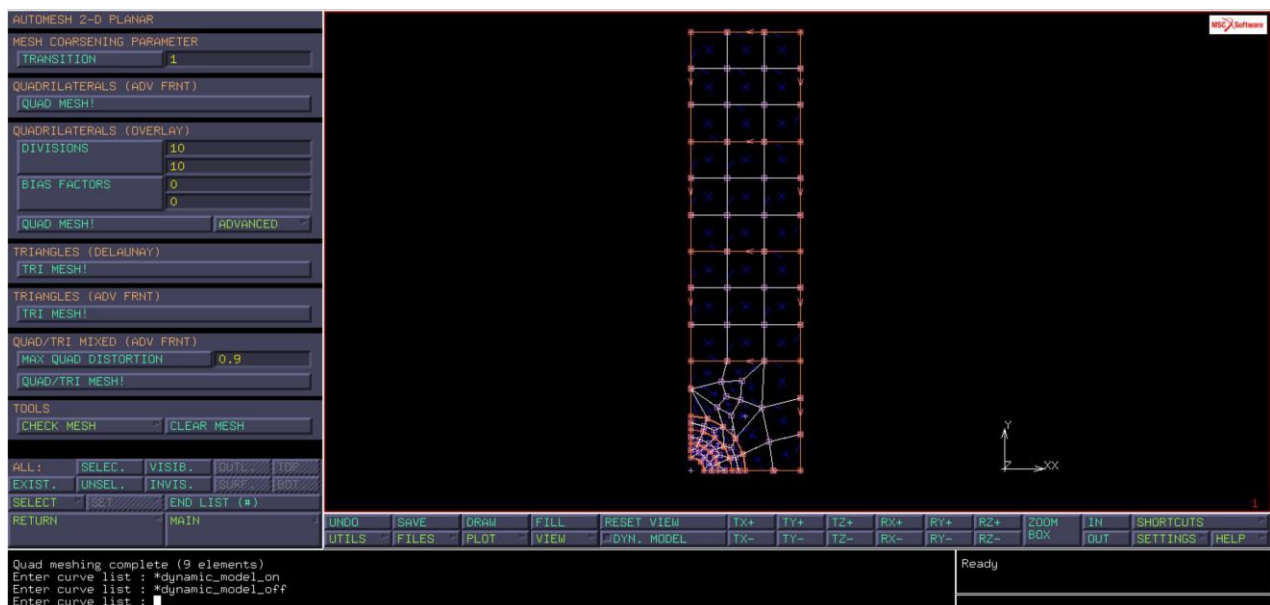 AUTOMESH 2-D PLANAR
MESH COARSENING PARAMETER
TRANSITION 1
QUADRILATERALS (ADV FRNT)
QUAD MESH!
QUADRILATERALS (OVERLAY)
DIVISIONS 10
10
BIAS FACTORS 0
0
QUAD MESH! ADVANCED
TRIANGLES (DELAUNAY)
TRI MESH!
TRIANGLES (ADV FRNT)
TRI MESH!
QUAD/TRI MIXED (ADV FRNT)
MAX QUAD DISTORTION 0.9
QUAD/TRI MESH!
TOOLS
CHECK MESH CLEAR MESH
ALL: SELEC. VISIB. OUTL. TOP
EXIST. UNSEL. INVIS. SURF. BOT
SELECT SET END LIST (#)
RETURN MAIN
MSC Software
Y
Z XX
1
UNDO SAVE DRAW FILL RESET VIEW TX+ TY+ TZ+ RX+ RY+ RZ+ ZOOM BOX IN SHORTCUTS
UTILS FILES PLOT VIEW DYN. MODEL TX- TY- TZ- RX- RY- RZ- OUT SETTINGS HELP
Quad meshing complete (9 elements)
Enter curve list : *dynamic_model_on
Enter curve list : *dynamic_model_off
Enter curve list :
Ready